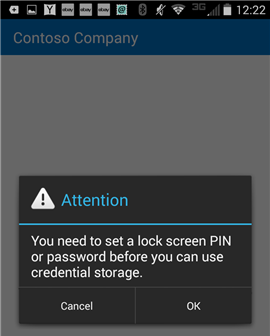 Y ebay ebay ebay @ 3G 12:22
Contoso Company
Attention
You need to set a lock screen PIN
or password before you can use
credential storage.
Cancel OK